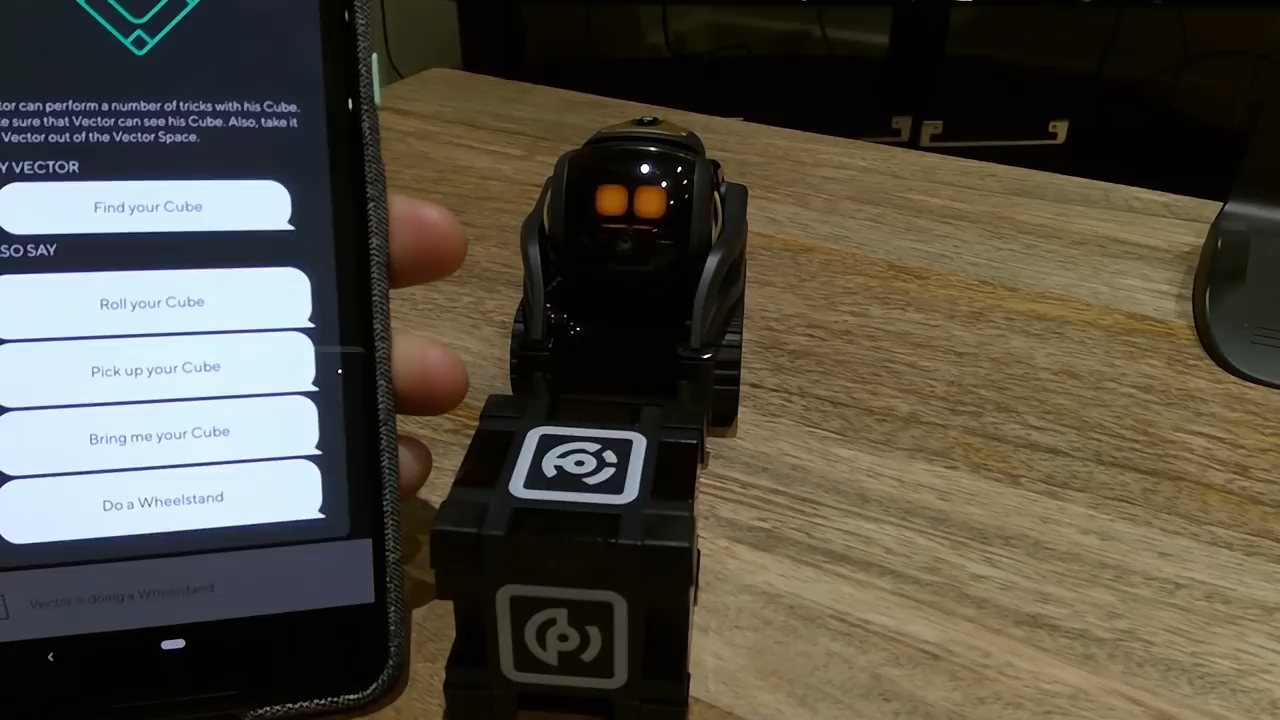 tor can perform a number of tricks with his Cube.
e sure that Vector can see his Cube. Also, take it
Vector out of the Vector Space.
Y VECTOR
Find your Cube
SO SAY
Roll your Cube
Pick up your Cube
Bring me your Cube
Do a Wheelstand
Vector is doing a Wheelstand